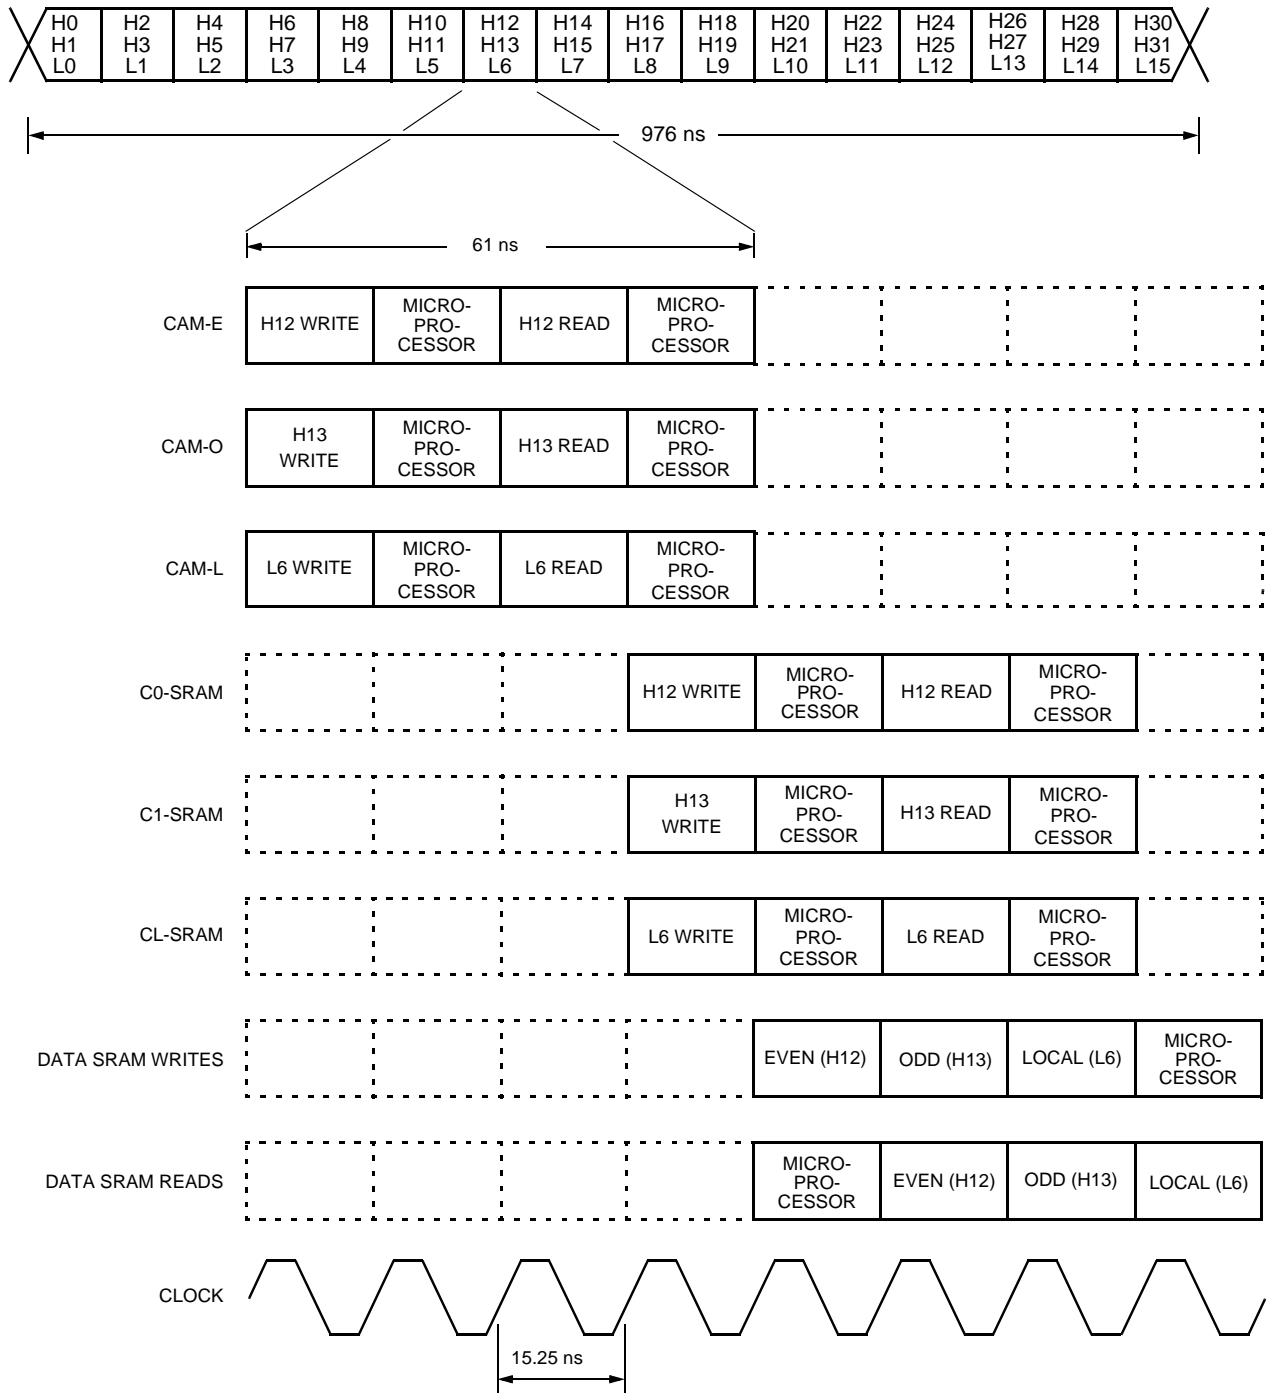 H0 H2 H4 H6 H8 H10 H12 H14 H16 H18 H20 H22 H24 H26 H28 H30
H1 H3 H5 H7 H9 H11 H13 H15 H17 H19 H21 H23 H25 H27 H29 H31
L0 L1 L2 L3 L4 L5 L6 L7 L8 L9 L10 L11 L12 L13 L14 L15
976 ns
61 ns
CAM-E
H12 WRITE
MICRO-
PRO-
CESSOR
H12 READ
MICRO-
PRO-
CESSOR
CAM-O
H13
WRITE
MICRO-
PRO-
CESSOR
H13 READ
MICRO-
PRO-
CESSOR
CAM-L
L6 WRITE
MICRO-
PRO-
CESSOR
L6 READ
MICRO-
PRO-
CESSOR
C0-SRAM
H12 WRITE
MICRO-
PRO-
CESSOR
H12 READ
MICRO-
PRO-
CESSOR
C1-SRAM
H13
WRITE
MICRO-
PRO-
CESSOR
H13 READ
MICRO-
PRO-
CESSOR
CL-SRAM
L6 WRITE
MICRO-
PRO-
CESSOR
L6 READ
MICRO-
PRO-
CESSOR
DATA SRAM WRITES
EVEN (H12)
ODD (H13)
LOCAL (L6)
MICRO-
PRO-
CESSOR
DATA SRAM READS
MICRO-
PRO-
CESSOR
EVEN (H12)
ODD (H13)
LOCAL (L6)
CLOCK
15.25 ns